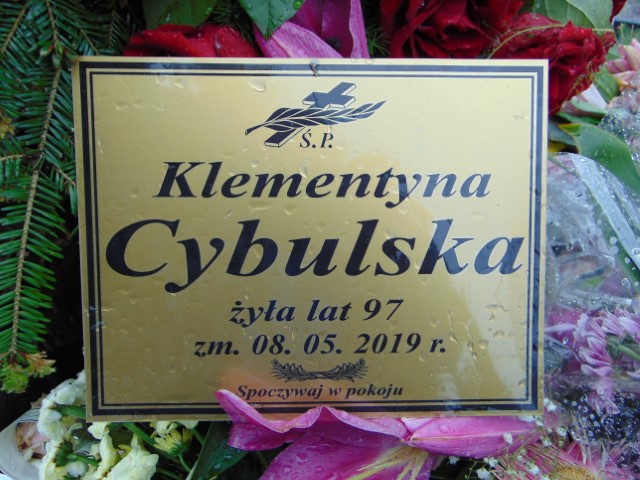 Ś.P.
Klementyna
Cybulska
żyła lat 97
zm. 08. 05. 2019 r.
Spoczywaj w pokoju